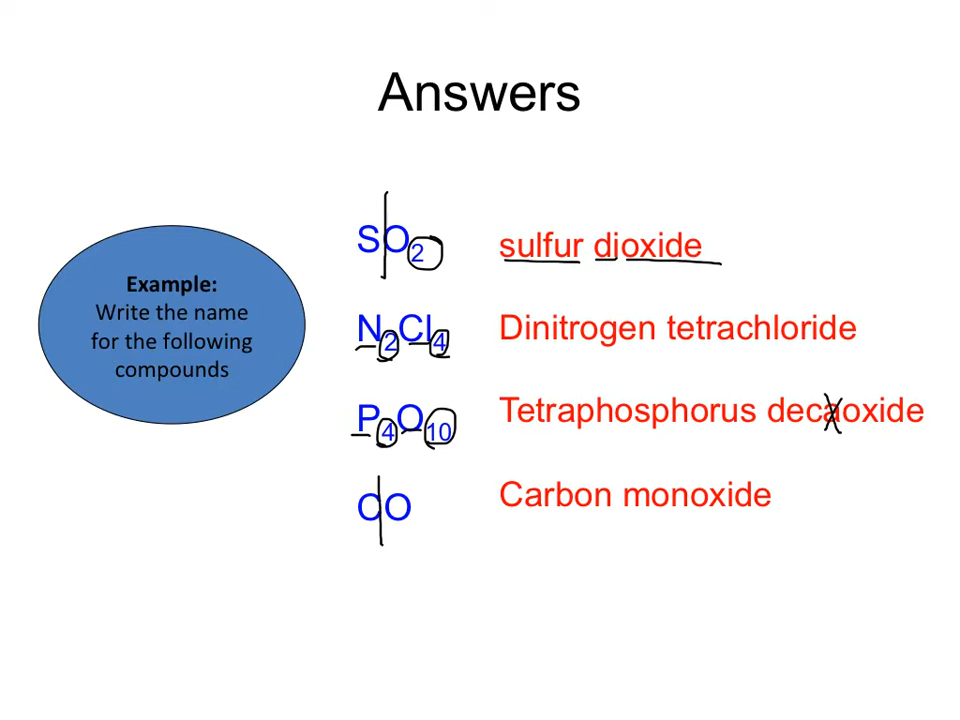 Answers
Example:
Write the name
for the following
compounds
SO2 sulfur dioxide
N2Cl4 Dinitrogen tetrachloride
P4O10 Tetraphosphorus decaoxide
CO Carbon monoxide